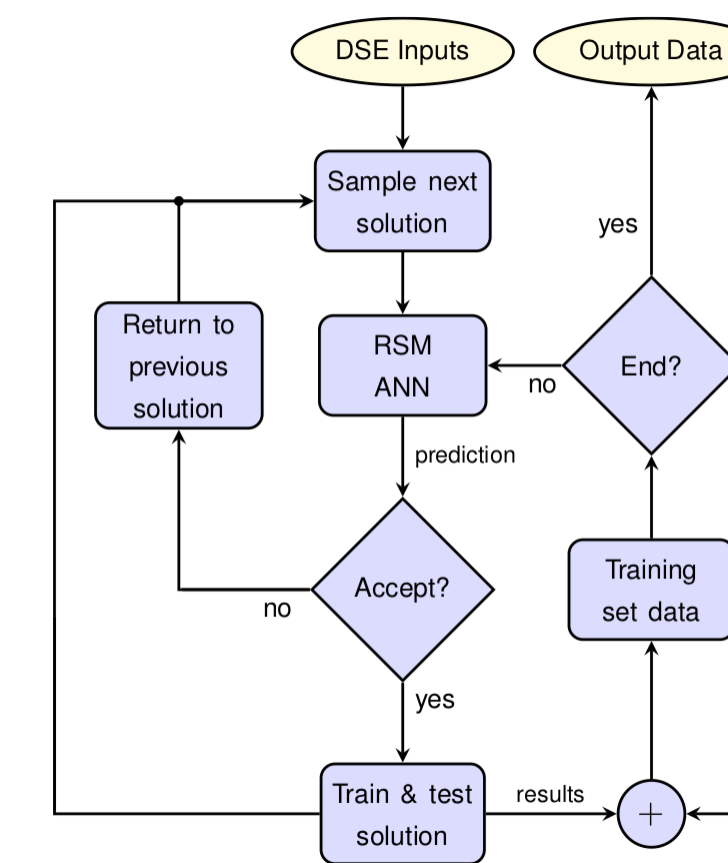 DSE Inputs
Output Data
Sample next
solution
yes
Return to
previous
solution
RSM
ANN
End?
no
prediction
Accept?
no
Training
set data
yes
Train & test
solution
results
+